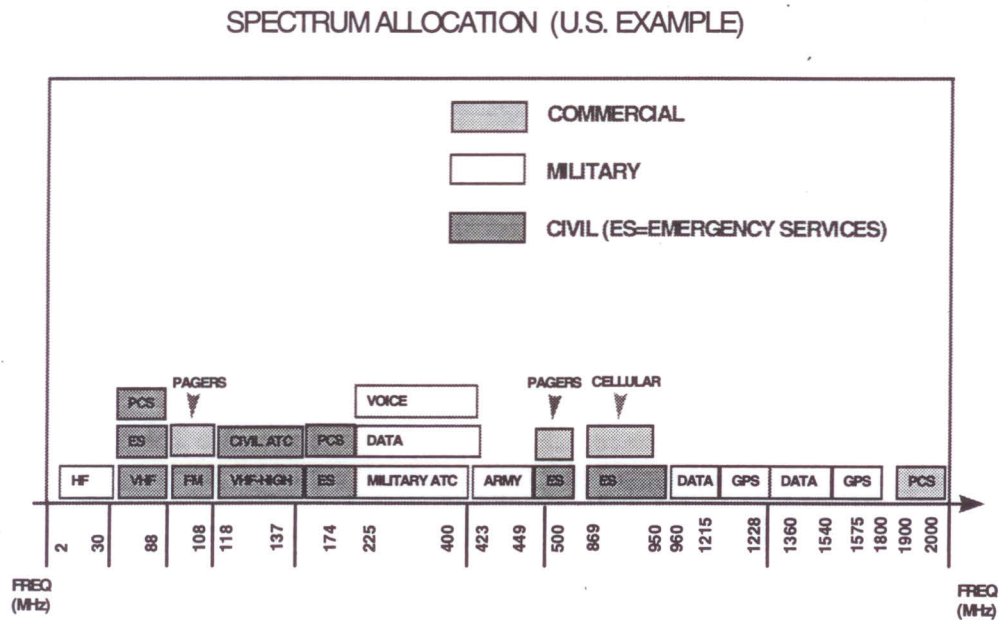 SPECTRUM ALLOCATION (U.S. EXAMPLE)
COMMERCIAL
MILITARY
CIVIL (ES=EMERGENCY SERVICES)
PAGERS
PAGERS
CELLULAR
PCS
VOICE
ES
CIVIL ATC
PCS
DATA
HF
VHF
FM
VHF-HIGH
ES
MILITARY ATC
ARMY
ES
ES
DATA
GPS
DATA
GPS
PCS
2
30
88
108
118
137
174
225
400
423
449
500
869
950
960
1215
1228
1360
1540
1575
1800
1900
2000
FREQ
(MHz)
FREQ
(MHz)